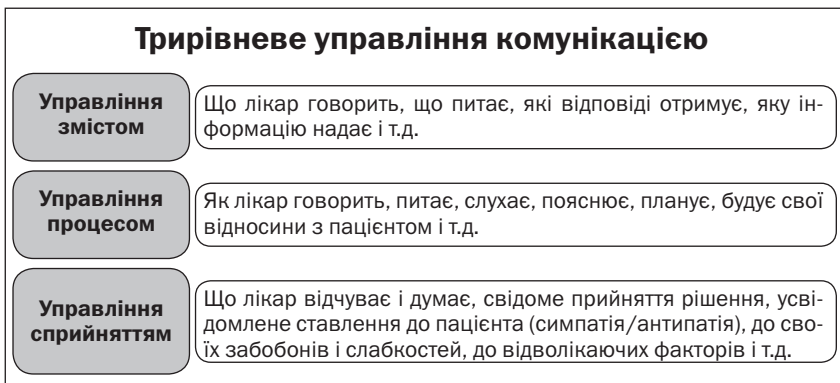 Трирівневе управління комунікацією
Управління
змістом
Що лікар говорить, що питає, які відповіді отримує, яку ін-
формацію надає і т.д.
Управління
процесом
Як лікар говорить, питає, слухає, пояснює, планує, будує свої
відносини з пацієнтом і т.д.
Управління
сприйняттям
Що лікар відчуває і думає, свідоме прийняття рішення, усві-
домлене ставлення до пацієнта (симпатія/антипатія), до сво-
їх забобонів і слабкостей, до відволікаючих факторів і т.д.